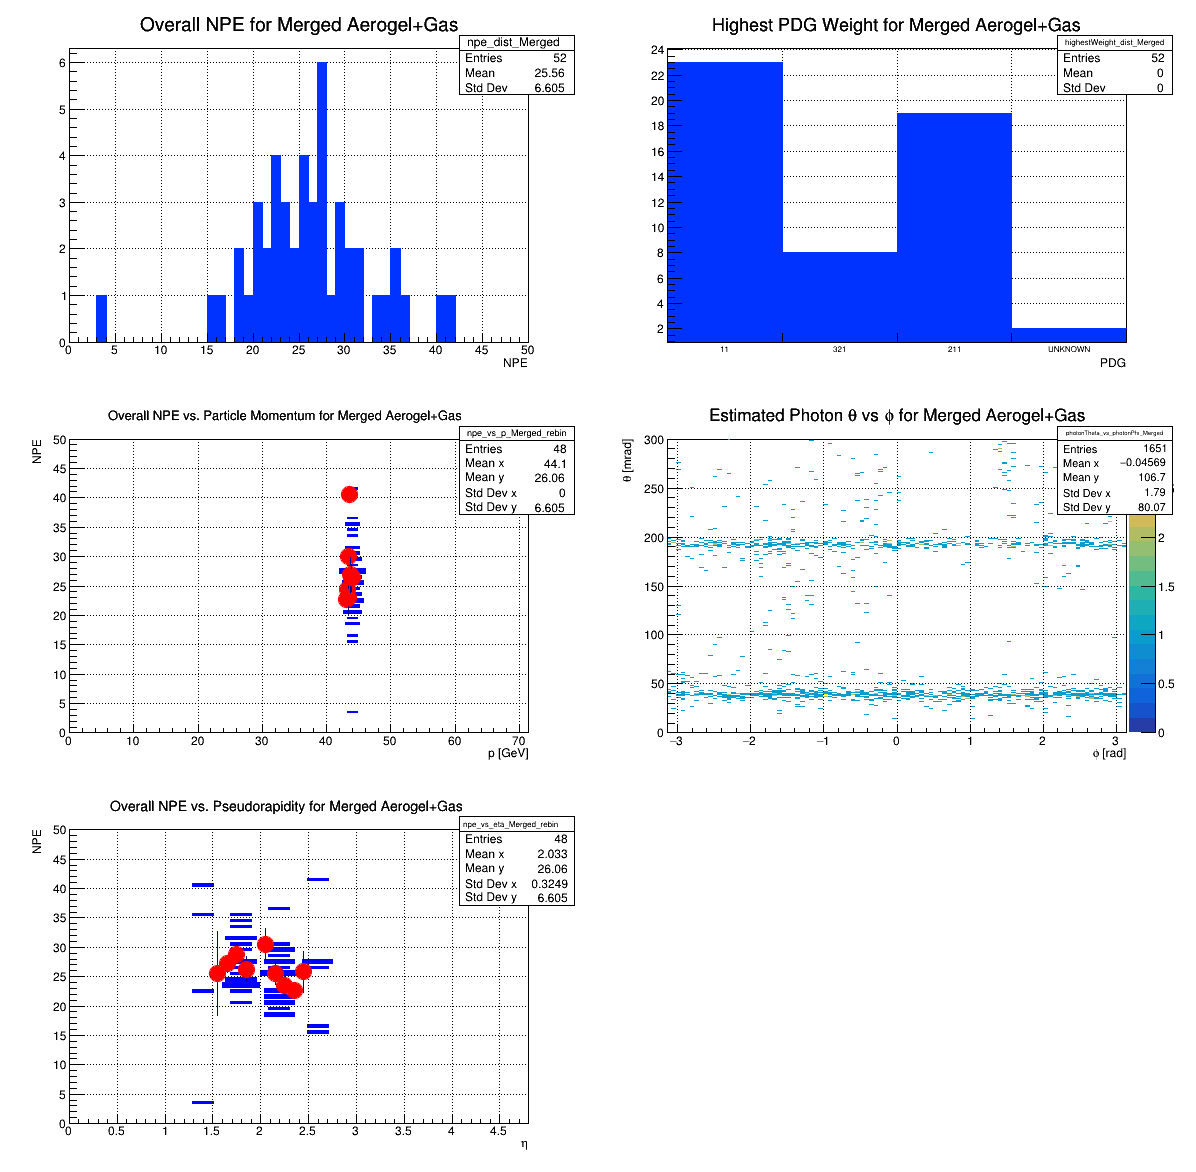 Overall NPE for Merged Aerogel+Gas
npe_dist_Merged
Entries 52
Mean 25.56
Std Dev 6.605
6
5
4
3
2
1
0
0 5 10 15 20 25 30 35 40 45 50
NPE
Highest PDG Weight for Merged Aerogel+Gas
highestWeight_dist_Merged
Entries 52
Mean 0
Std Dev 0
24
22
20
18
16
14
12
10
8
6
4
2
11 321 211 UNKNOWN
PDG
Overall NPE vs. Particle Momentum for Merged Aerogel+Gas
npe_vs_p_Merged_rebin
Entries 48
Mean x 44.1
Mean y 26.06
Std Dev x 0
Std Dev y 6.605
NPE
50
45
40
35
30
25
20
15
10
5
0
0 10 20 30 40 50 60 70
p [GeV]
Estimated Photon θ vs ϕ for Merged Aerogel+Gas
photonTheta_vs_photonPhi_Merged
Entries 1651
Mean x −0.04569
Mean y 106.7
Std Dev x 1.79
Std Dev y 80.07
θ [mrad]
300
250
200
150
100
50
0
−3 −2 −1 0 1 2 3
ϕ [rad]
2
1.5
1
0.5
0
Overall NPE vs. Pseudorapidity for Merged Aerogel+Gas
npe_vs_eta_Merged_rebin
Entries 48
Mean x 2.033
Mean y 26.06
Std Dev x 0.3249
Std Dev y 6.605
NPE
50
45
40
35
30
25
20
15
10
5
0
0 0.5 1 1.5 2 2.5 3 3.5 4 4.5
η